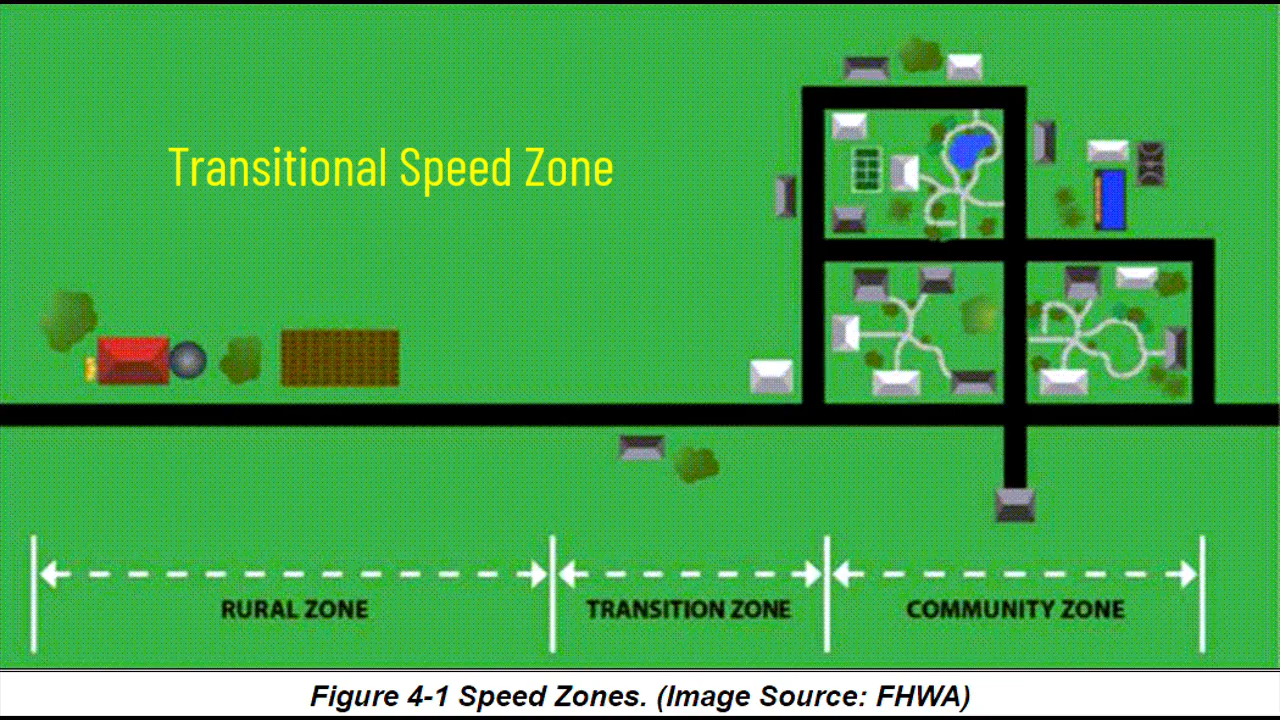 Transitional Speed Zone
RURAL ZONE
TRANSITION ZONE
COMMUNITY ZONE
Figure 4-1 Speed Zones. (Image Source: FHWA)